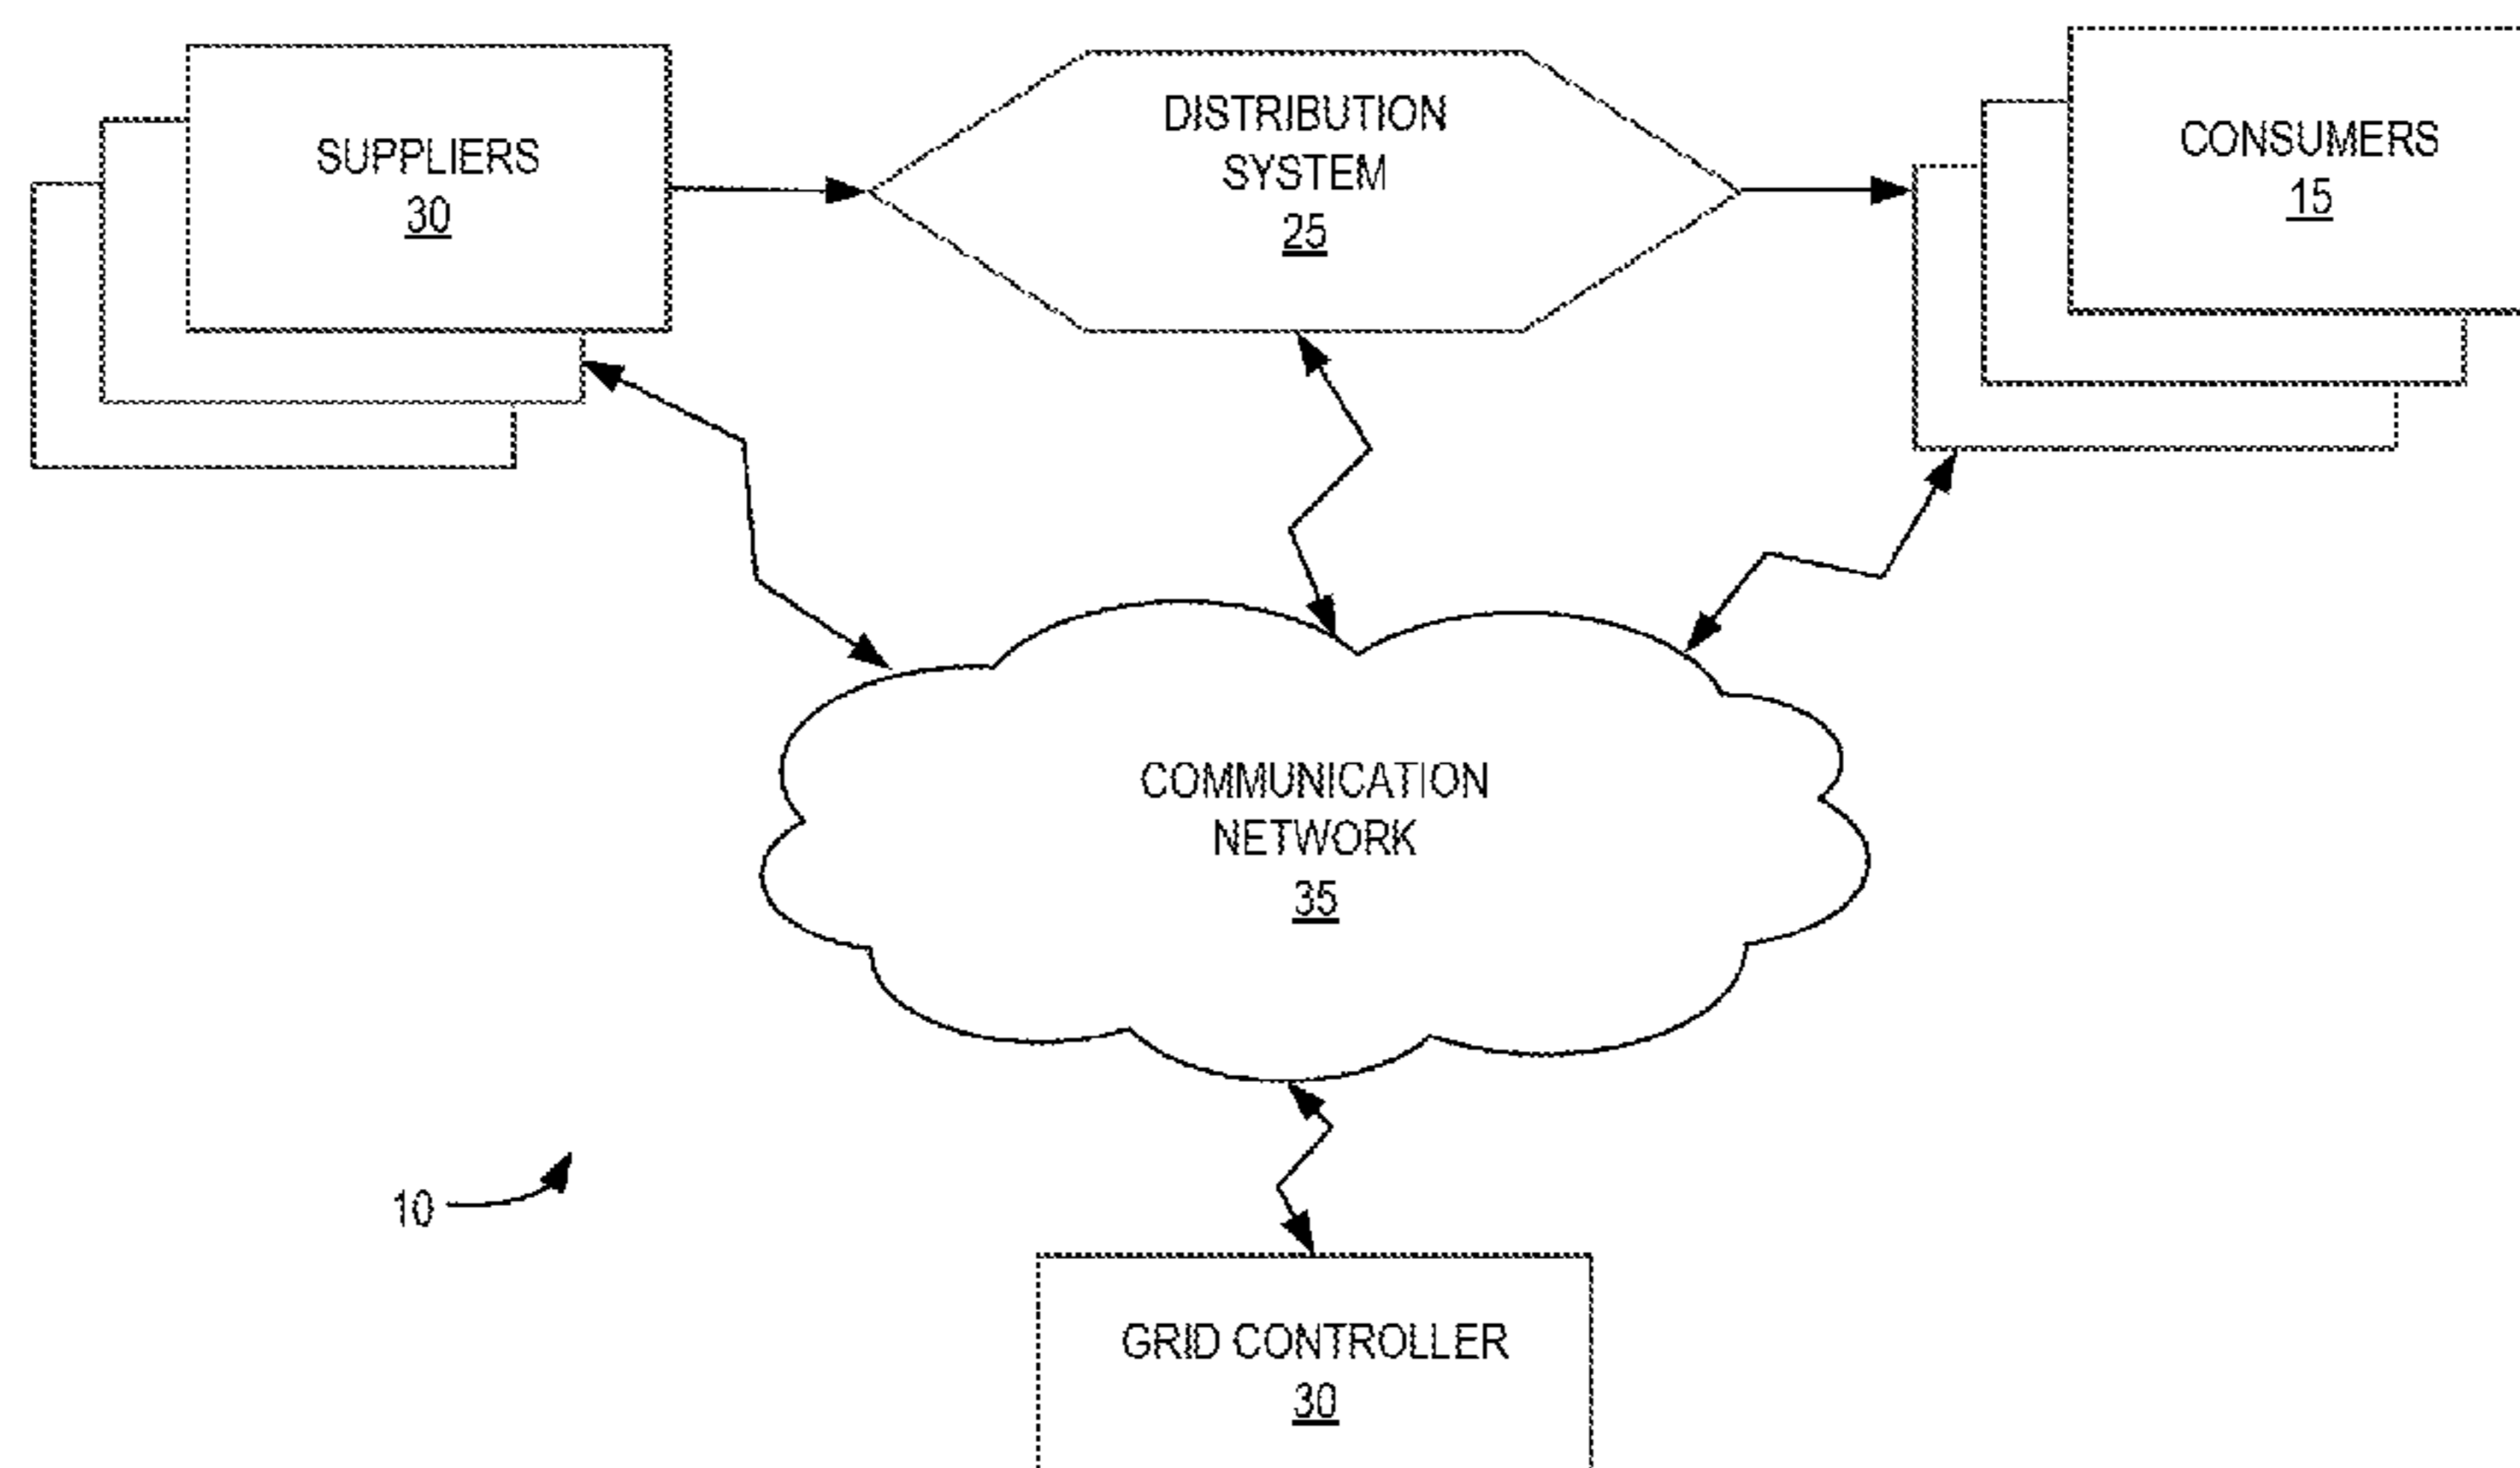 SUPPLIERS
30
DISTRIBUTION
SYSTEM
25
CONSUMERS
15
COMMUNICATION
NETWORK
35
10
GRID CONTROLLER
30